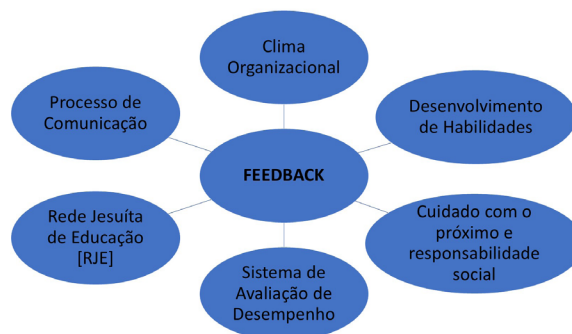 Clima
Organizacional
Processo de
Comunicação
Desenvolvimento
de Habilidades
FEEDBACK
Rede Jesuíta
de Educação
[RJE]
Cuidado com o
próximo e
responsabilidade
social
Sistema de
Avaliação de
Desempenho